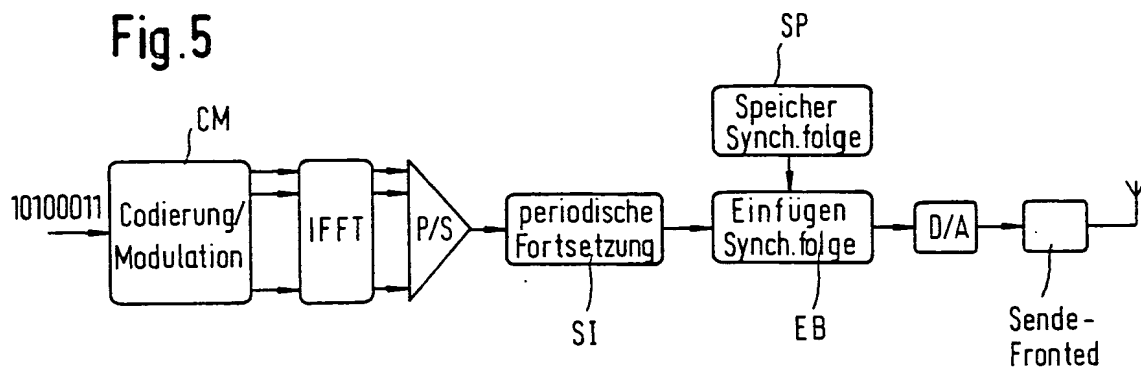 Fig.5
SP
CM
Speicher
Synch.folge
10100011
Codierung/
Modulation
IFFT
P/S
periodische
Fortsetzung
Einfügen
Synch.folge
D/A
SI
EB
Sende-
Fronted